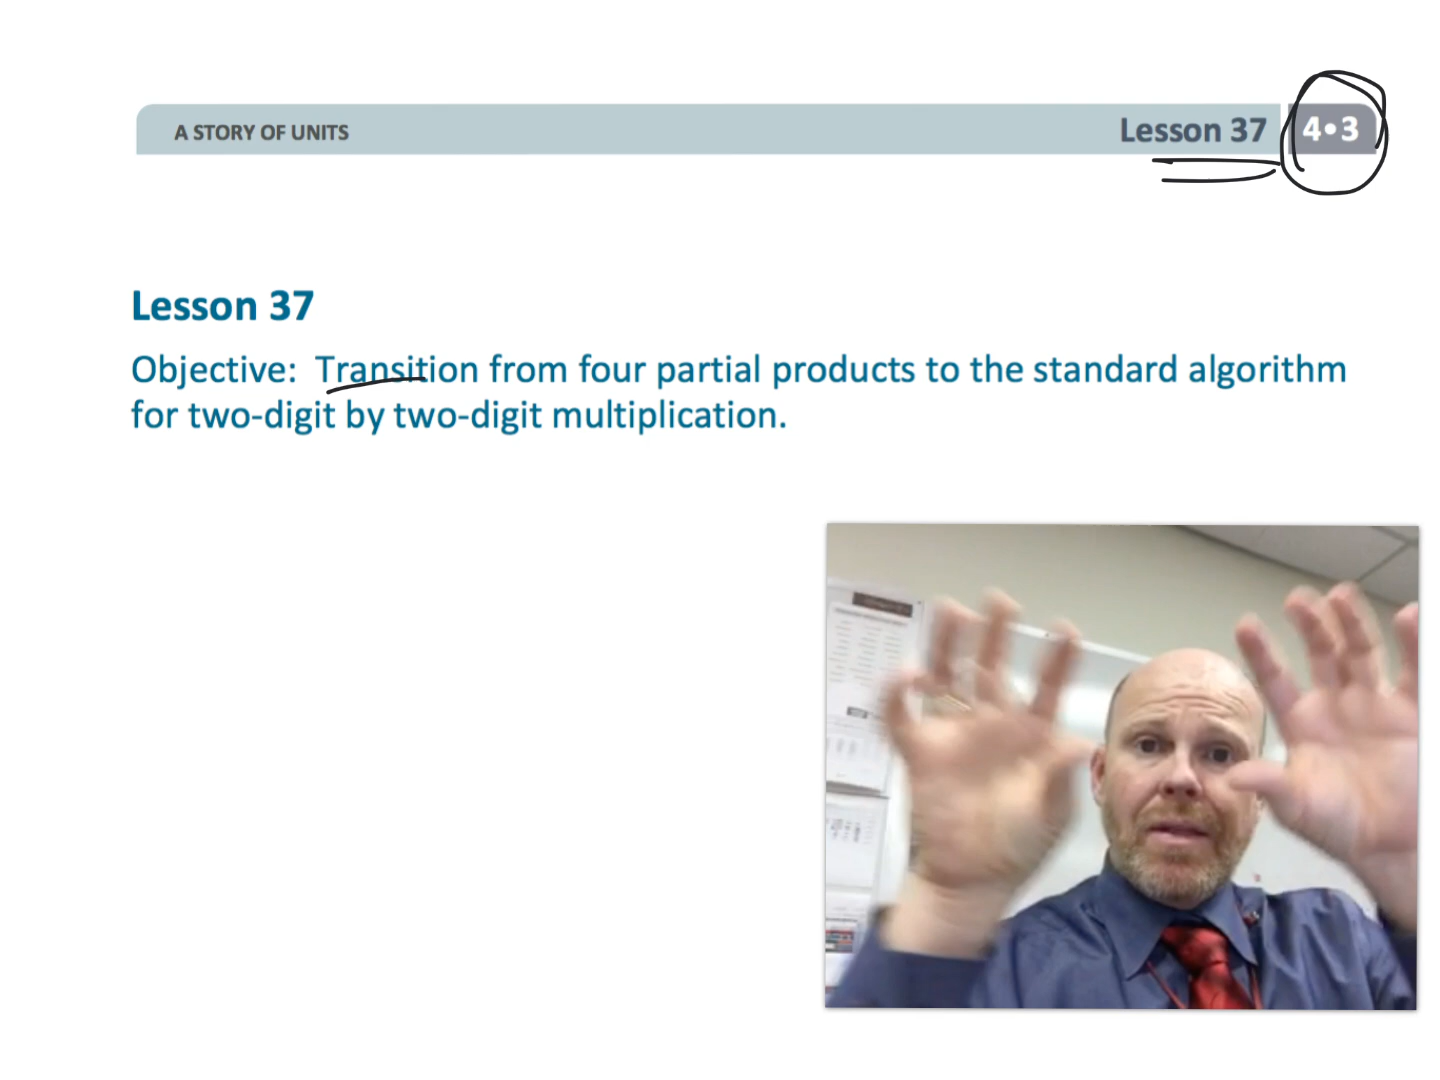 A STORY OF UNITS
Lesson 37
4•3
Lesson 37
Objective: Transition from four partial products to the standard algorithm
for two-digit by two-digit multiplication.